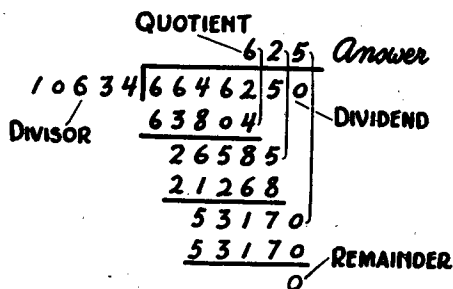 QUOTIENT
625 Answer
10634 6646250
DIVISOR 63804 DIVIDEND
26585
21268
53170
53170
0 REMAINDER